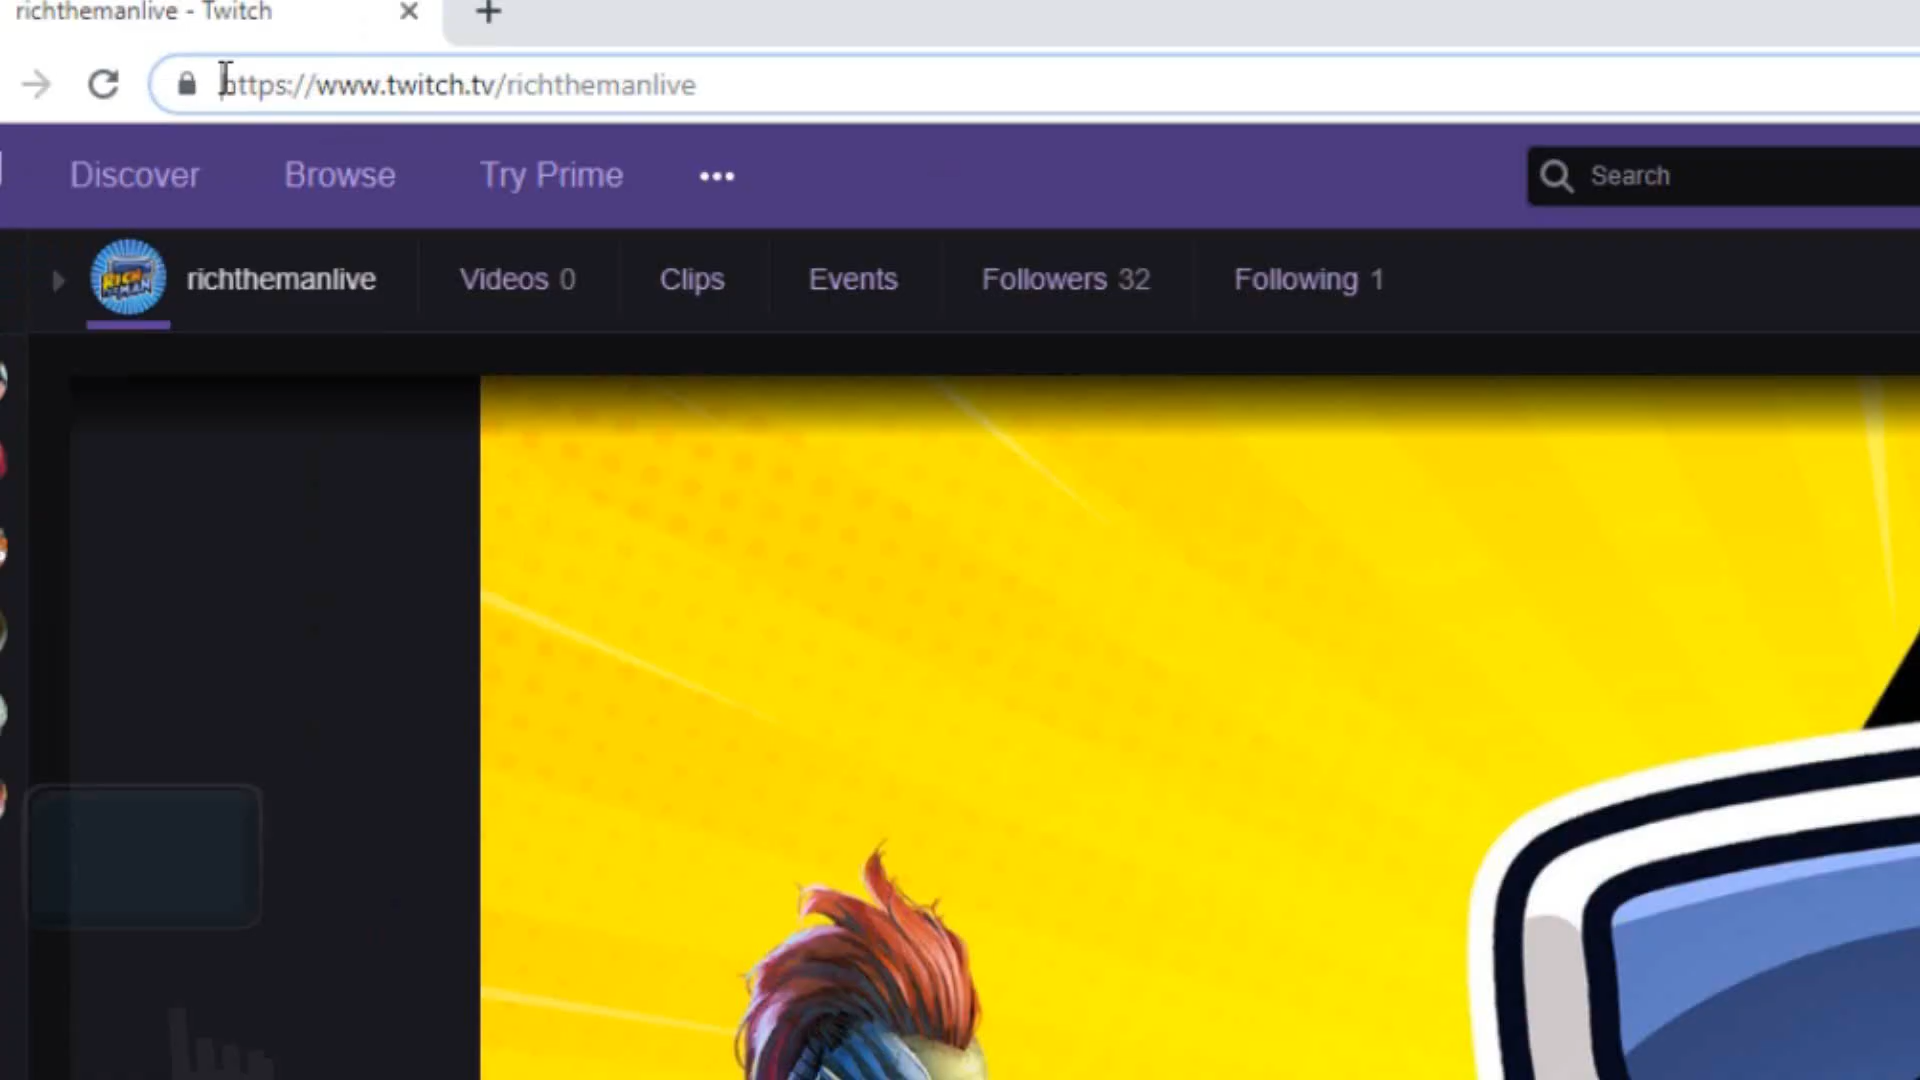 richthemanlive - Twitch
https://www.twitch.tv/richthemanlive
Discover Browse Try Prime
Search
richthemanlive Videos 0 Clips Events Followers 32 Following 1
RICH